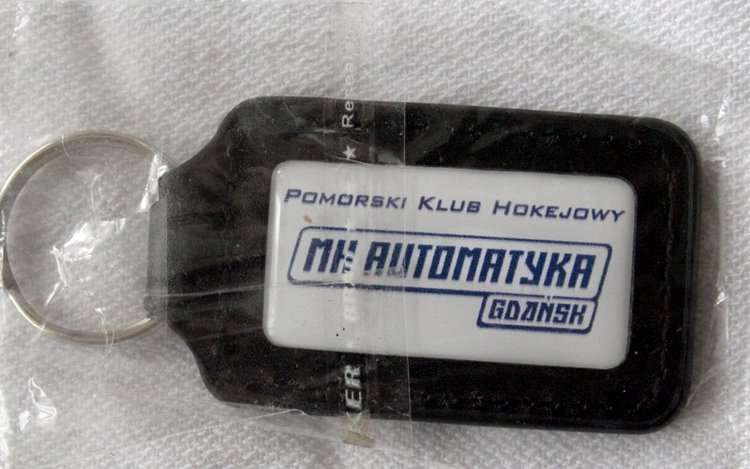 POMORSKI KLUB HOKEJOWY
MH AUTOMATYKA
GDAŃSK